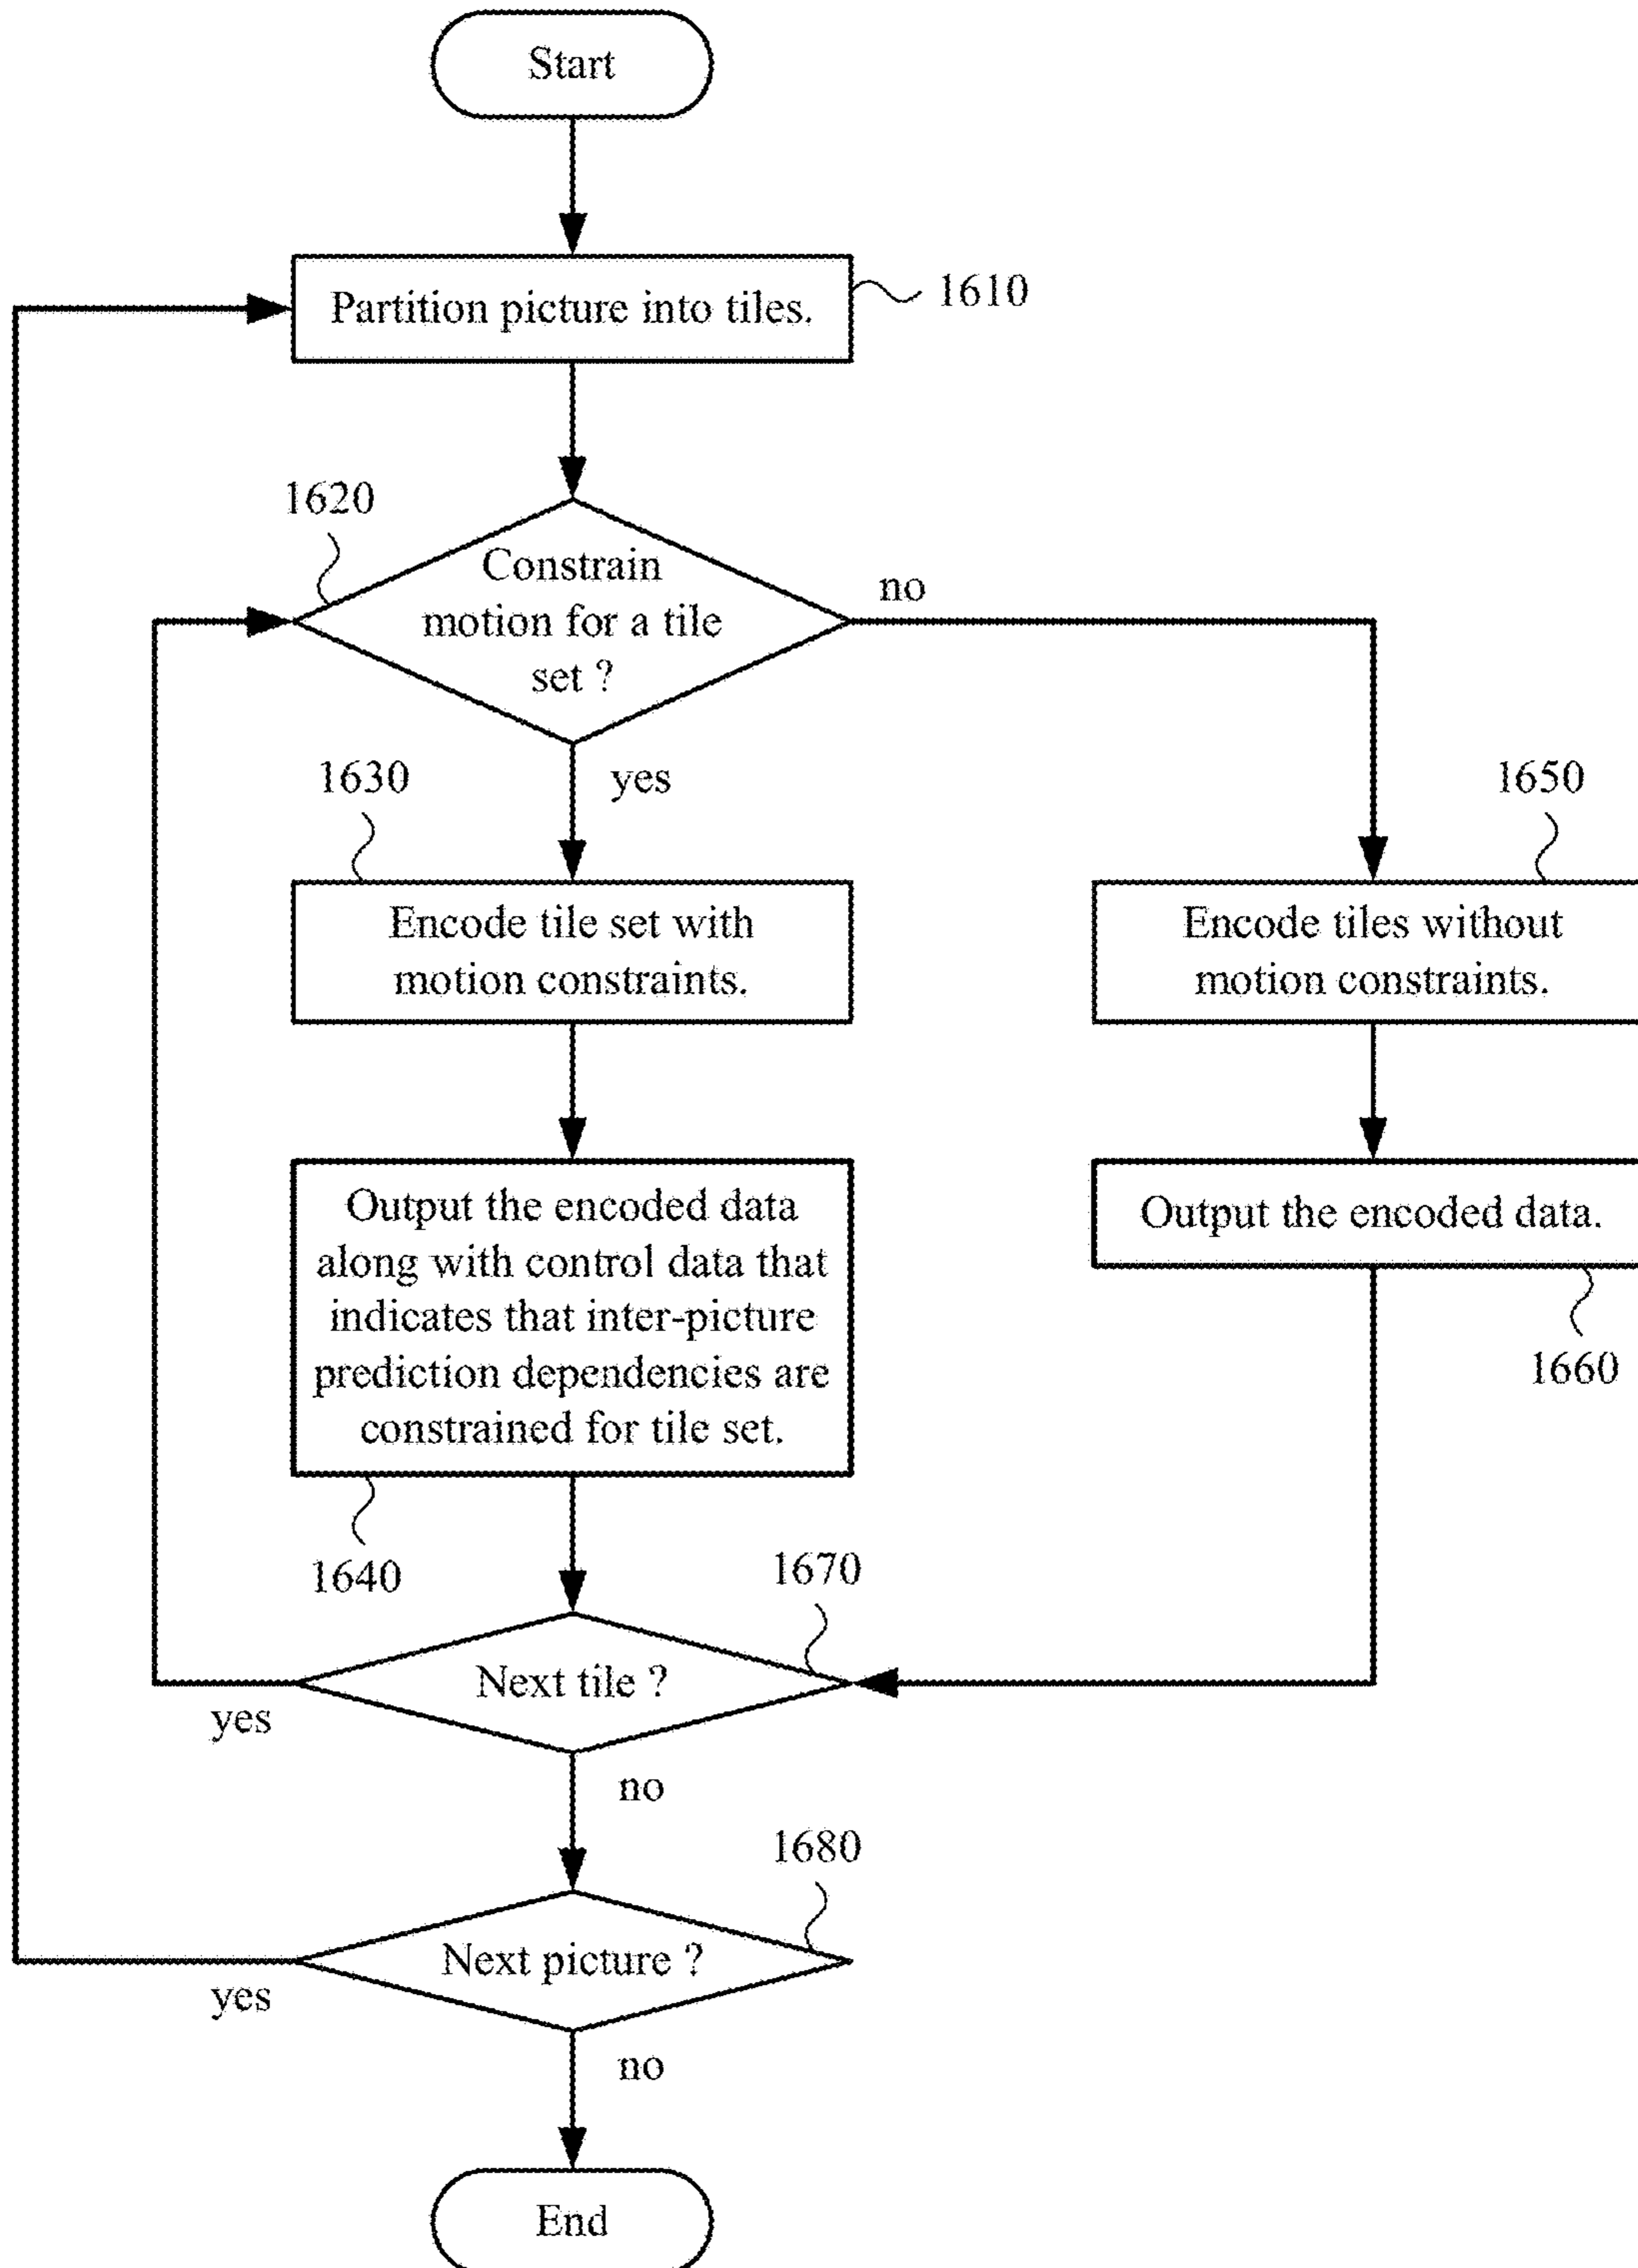 Start
Partition picture into tiles.
1610
1620
Constrain
motion for a tile
set ?
no
yes
1630
Encode tile set with
motion constraints.
1650
Encode tiles without
motion constraints.
Output the encoded data
along with control data that
indicates that inter-picture
prediction dependencies are
constrained for tile set.
1640
Output the encoded data.
1660
1670
Next tile ?
yes
no
1680
Next picture ?
yes
no
End